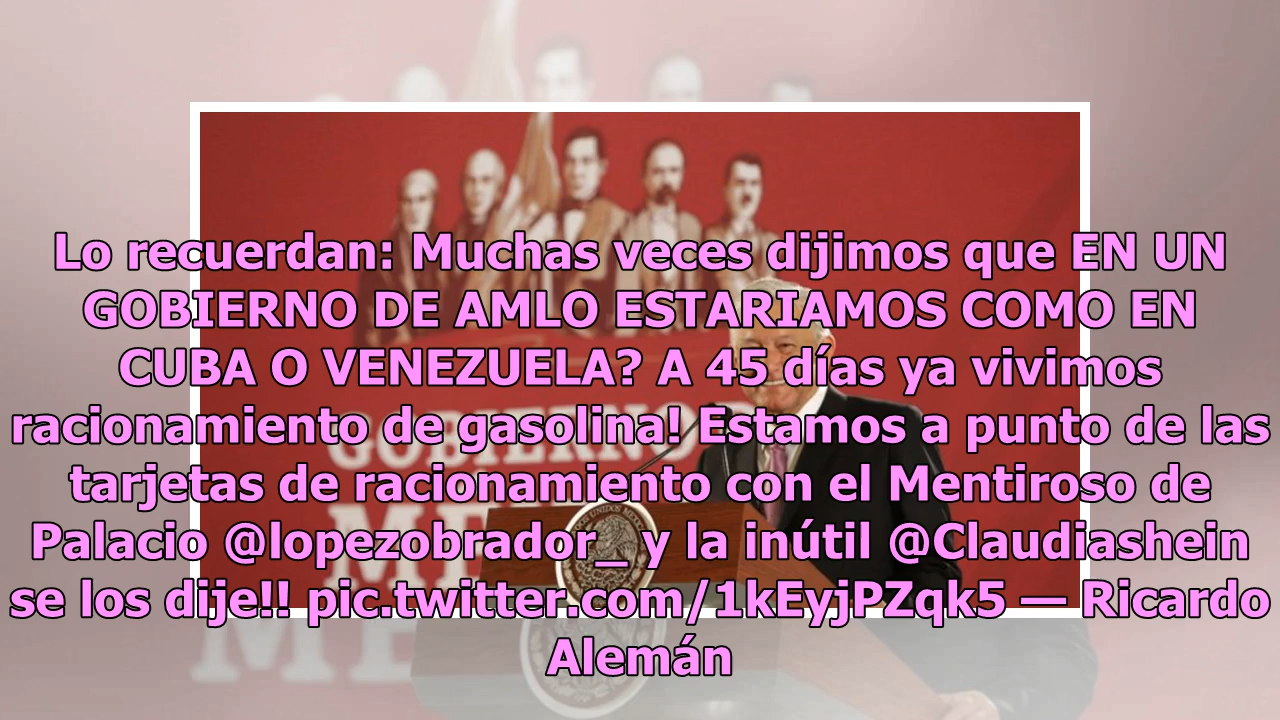 Lo recuerdan: Muchas veces dijimos que EN UN
GOBIERNO DE AMLO ESTARIAMOS COMO EN
CUBA O VENEZUELA? A 45 días ya vivimos
racionamiento de gasolina! Estamos a punto de las
tarjetas de racionamiento con el Mentiroso de
Palacio @lopezobrador_ y la inútil @Claudiashein
se los dije!! pic.twitter.com/1kEyjPZqk5 — Ricardo
Alemán
GOBIERNO